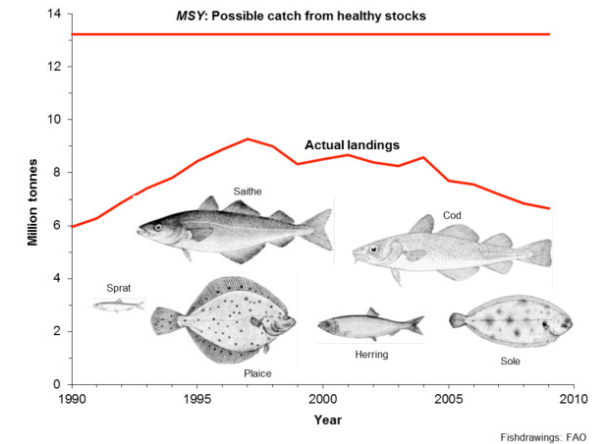 MSY: Possible catch from healthy stocks
14
12
10
8
6
4
2
0
Million tonnes
Actual landings
Saithe
Cod
Sprat
Plaice
Herring
Sole
1990
1995
2000
2005
2010
Year
Fishdrawings: FAO